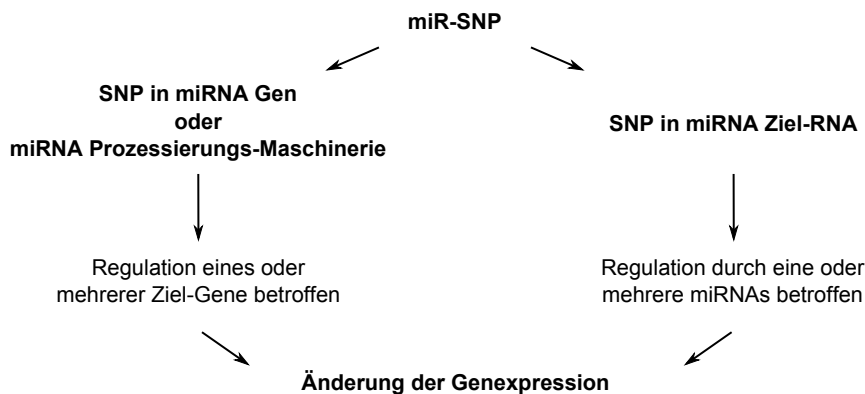 miR-SNP
SNP in miRNA Gen
oder
miRNA Prozessierungs-Maschinerie
SNP in miRNA Ziel-RNA
Regulation eines oder
mehrerer Ziel-Gene betroffen
Regulation durch eine oder
mehrere miRNAs betroffen
Änderung der Genexpression